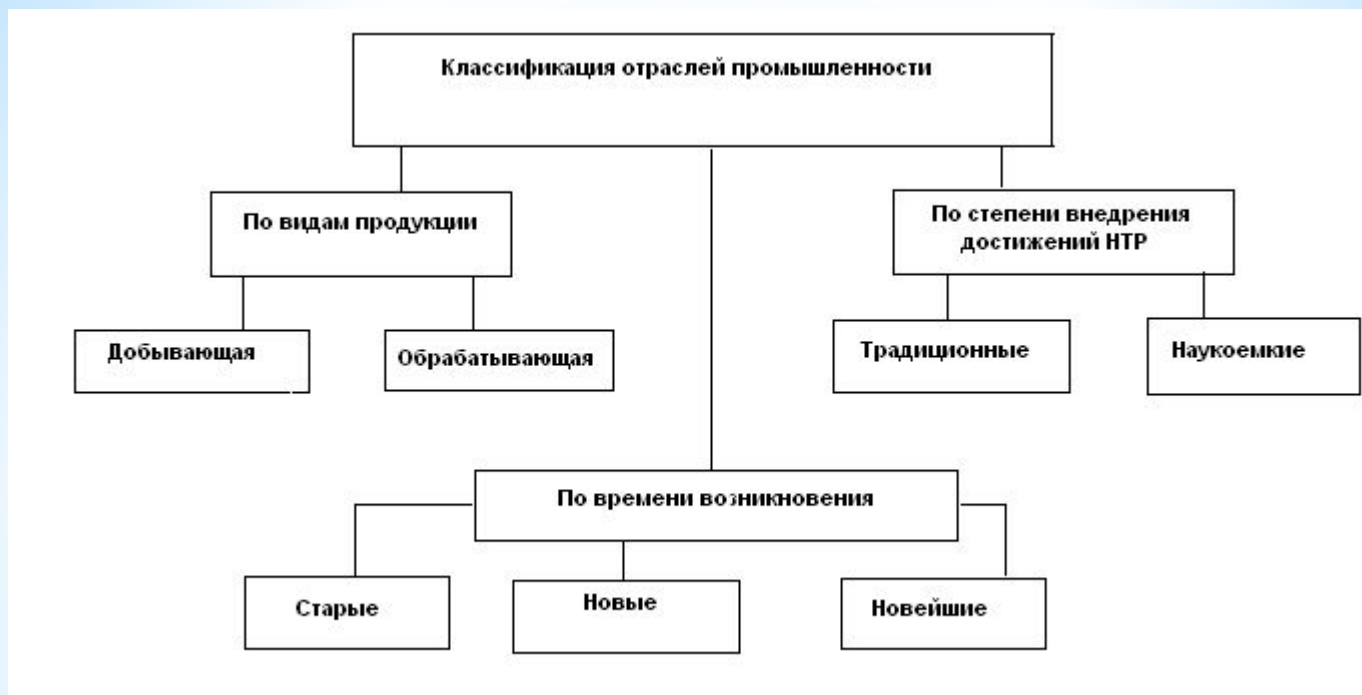 Классификация отраслей промышленности
По видам продукции
По степени внедрения
достижений НТР
Добывающая
Обрабатывающая
Традиционные
Наукоемкие
По времени возникновения
Старые
Новые
Новейшие